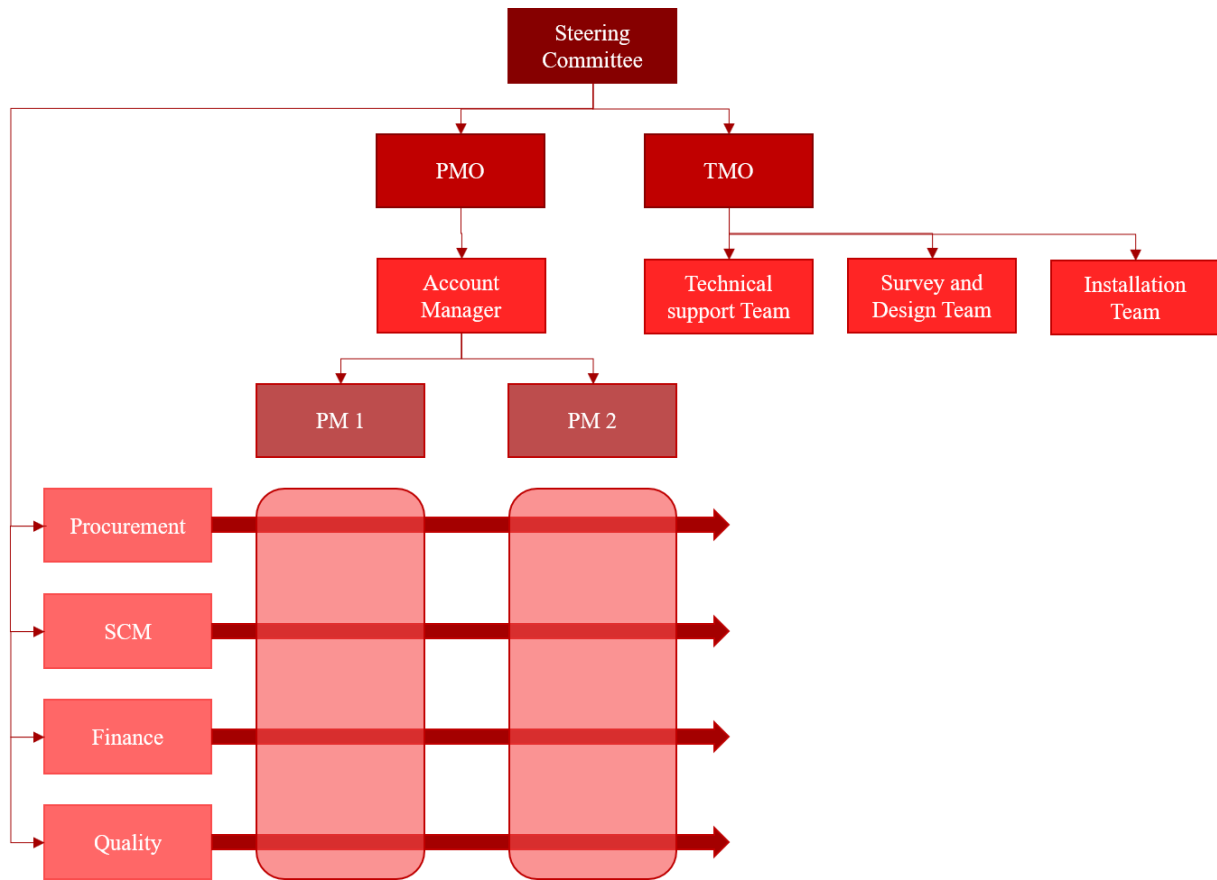 Steering
Committee
PMO
TMO
Account
Manager
Technical
support Team
Survey and
Design Team
Installation
Team
PM 1
PM 2
Procurement
SCM
Finance
Quality